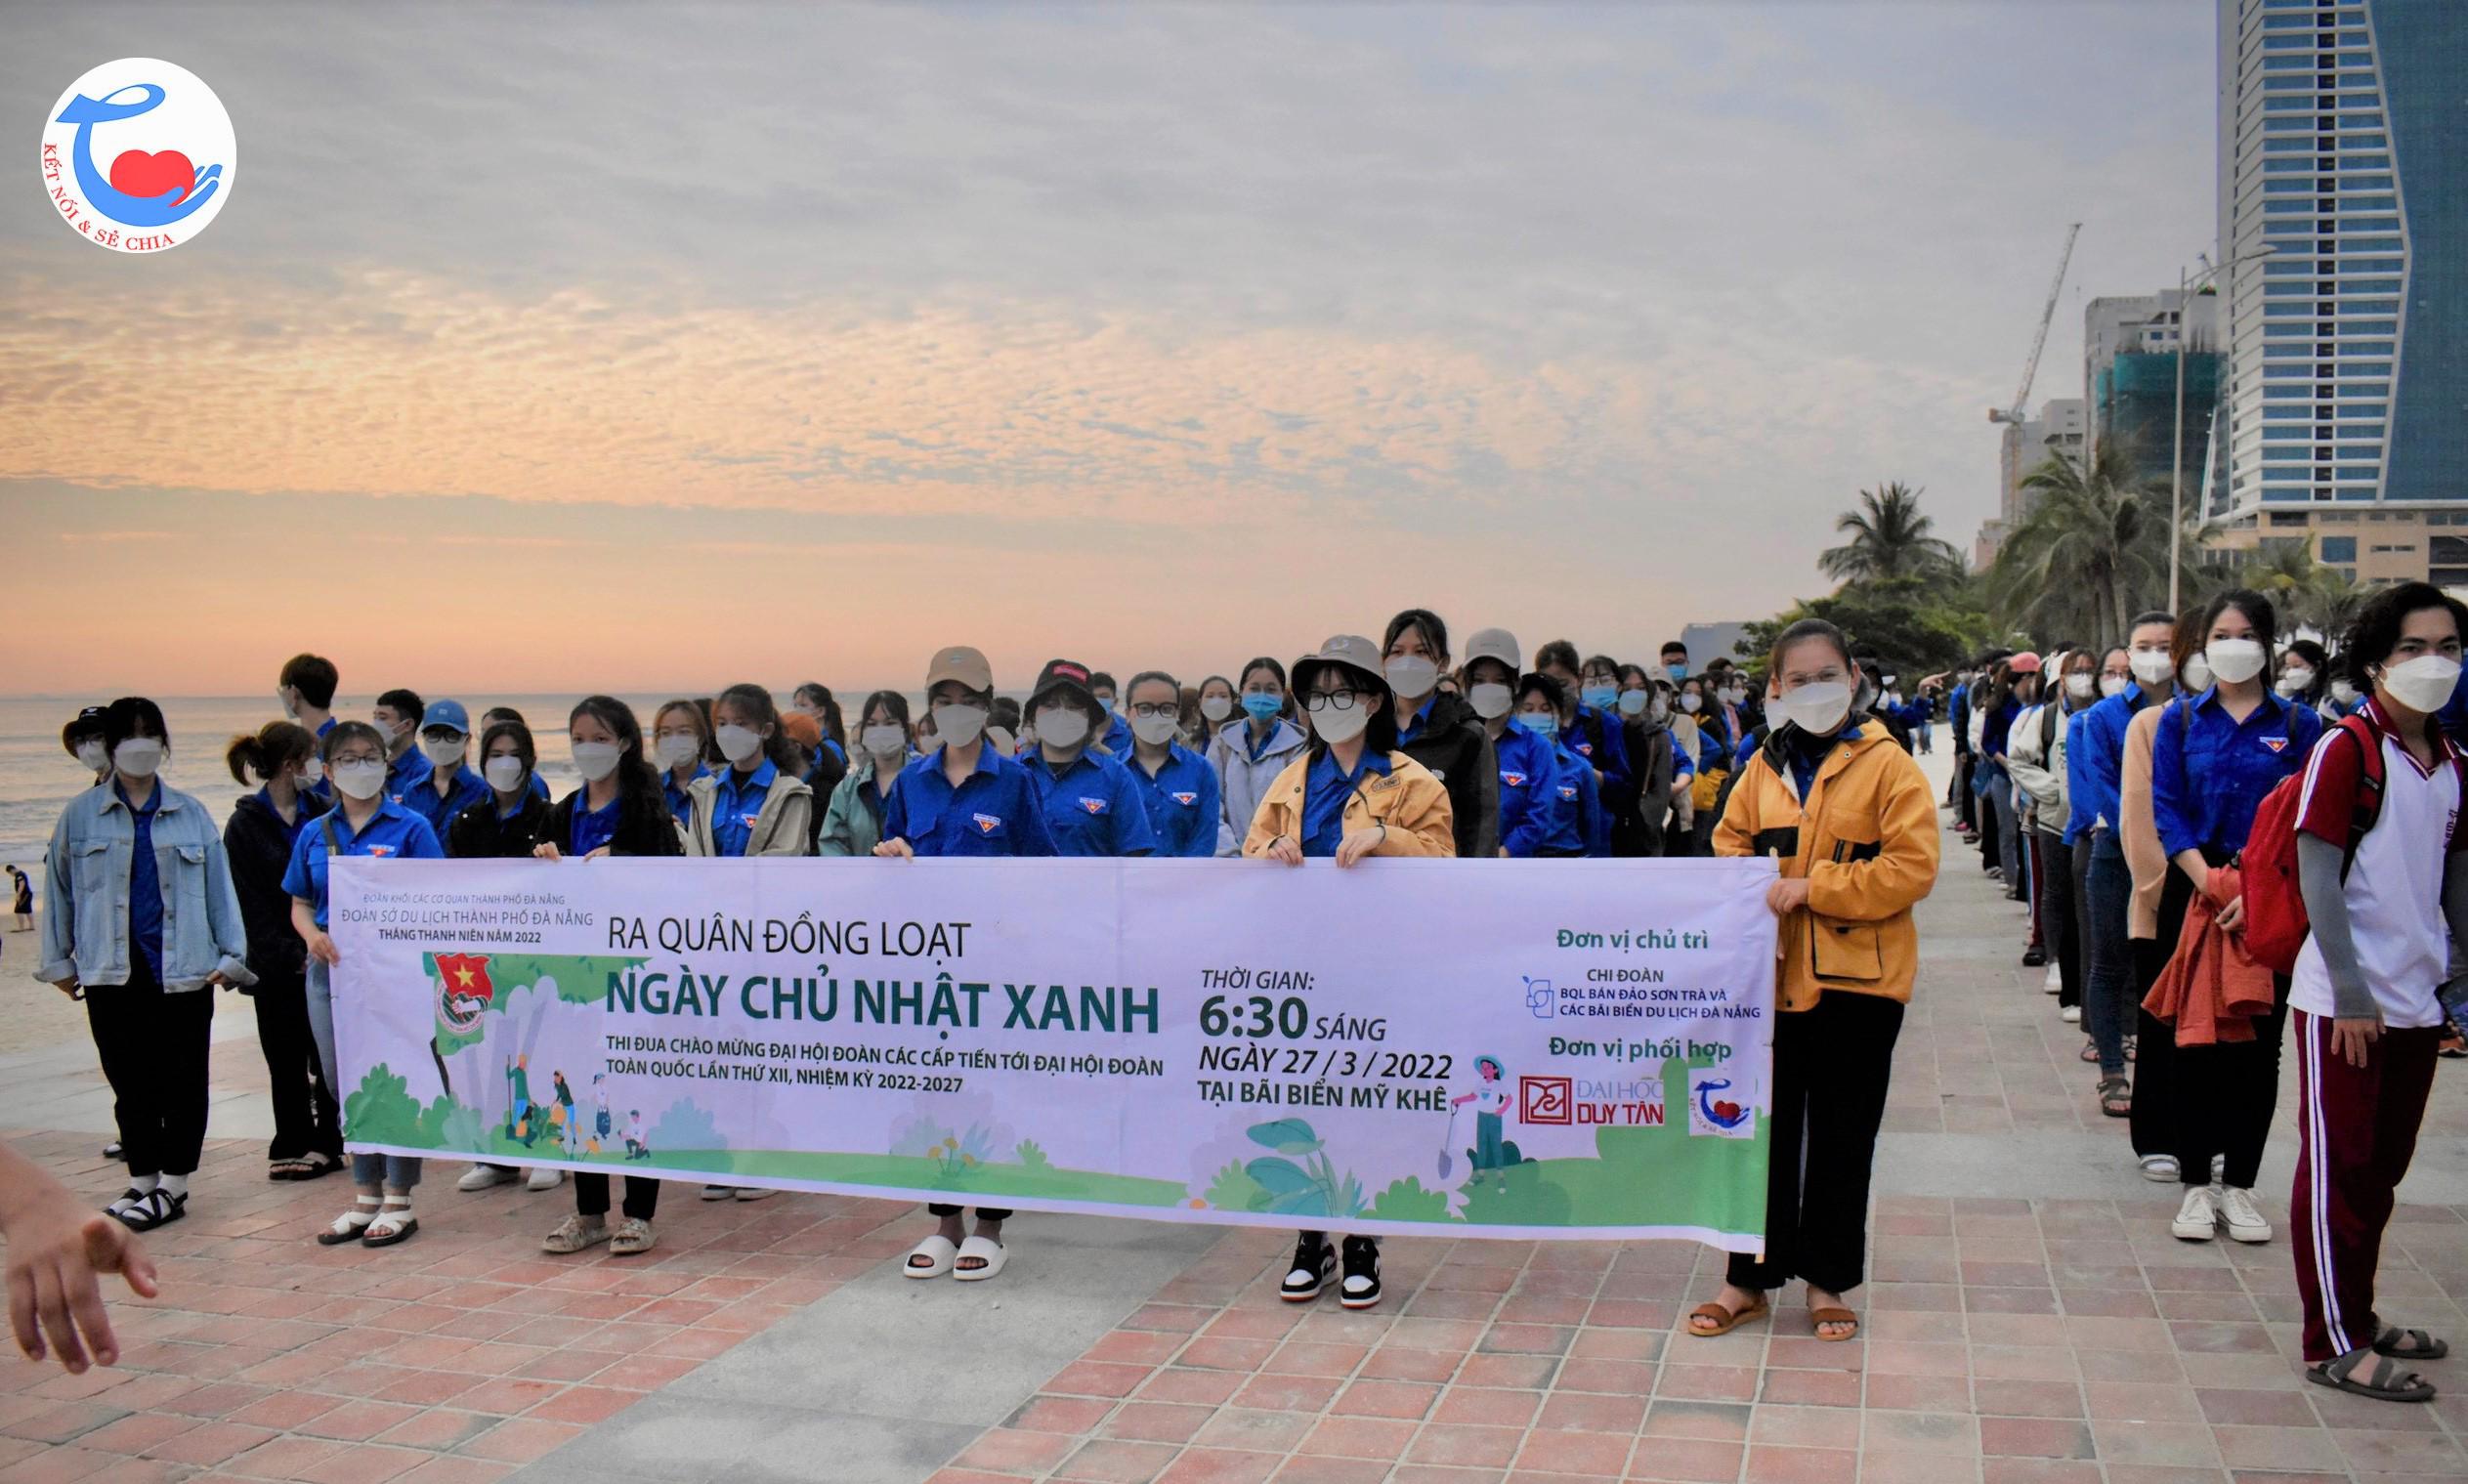 KẾT NỐI & SẺ CHIA
ĐOÀN KHỐI CÁC CƠ QUAN THÀNH PHỐ ĐÀ NẴNG
ĐOÀN SỞ DU LỊCH THÀNH PHỐ ĐÀ NẴNG
THÁNG THANH NIÊN NĂM 2022
RA QUÂN ĐỒNG LOẠT
NGÀY CHỦ NHẬT XANH
THI ĐUA CHÀO MỪNG ĐẠI HỘI ĐOÀN CÁC CẤP TIẾN TỚI ĐẠI HỘI ĐOÀN
TOÀN QUỐC LẦN THỨ XII, NHIỆM KỲ 2022-2027
THỜI GIAN:
6:30 SÁNG
NGÀY 27 / 3 / 2022
TẠI BÃI BIỂN MỸ KHÊ
Đơn vị chủ trì
CHI ĐOÀN
BQL BÁN ĐẢO SƠN TRÀ VÀ
CÁC BÃI BIỂN DU LỊCH ĐÀ NẴNG
Đơn vị phối hợp
ĐẠI HỌC
DUY TÂN